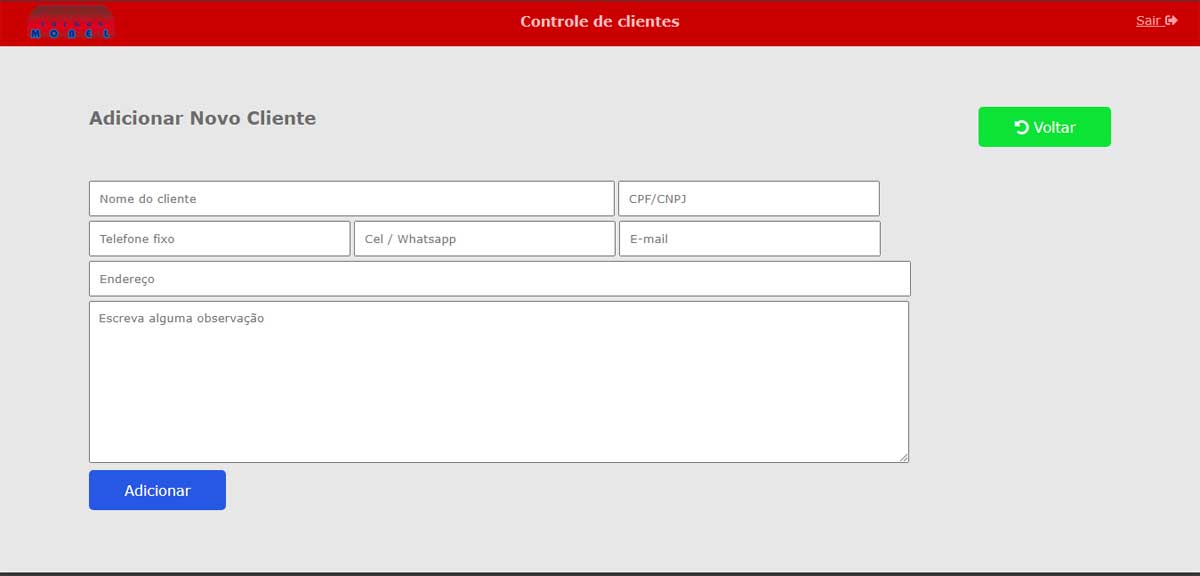 MOBEL
Controle de clientes
Sair
Adicionar Novo Cliente
Voltar
Nome do cliente
CPF/CNPJ
Telefone fixo
Cel / Whatsapp
E-mail
Endereço
Escreva alguma observação
Adicionar